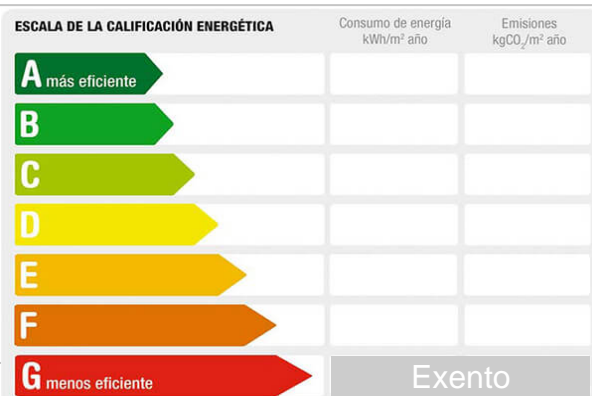 ESCALA DE LA CALIFICACIÓN ENERGÉTICA
Consumo de energía
kWh/m² año
Emisiones
kgCO₂/m² año
A más eficiente
B
C
D
E
F
G menos eficiente
Exento